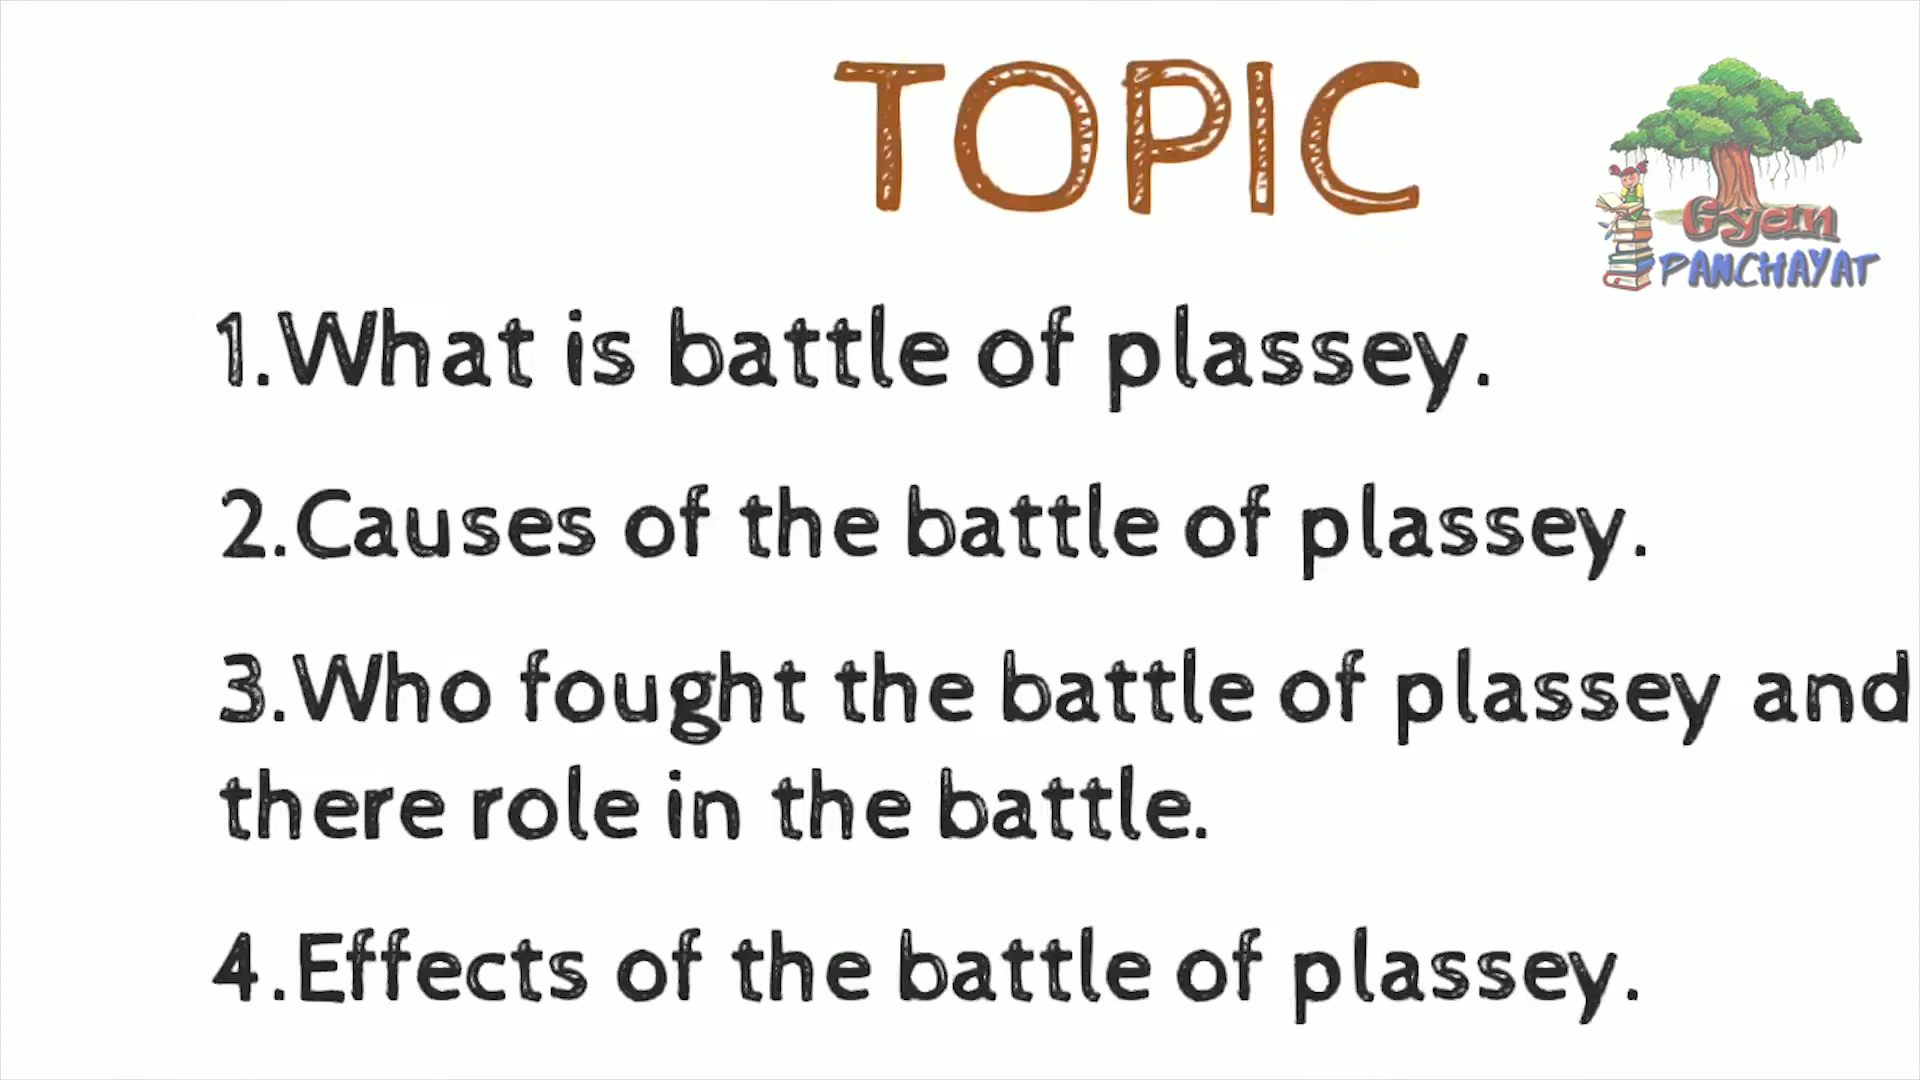 TOPIC
Gyan
PANCHAYAT
1.What is battle of plassey.
2.Causes of the battle of plassey.
3.Who fought the battle of plassey and
there role in the battle.
4.Effects of the battle of plassey.